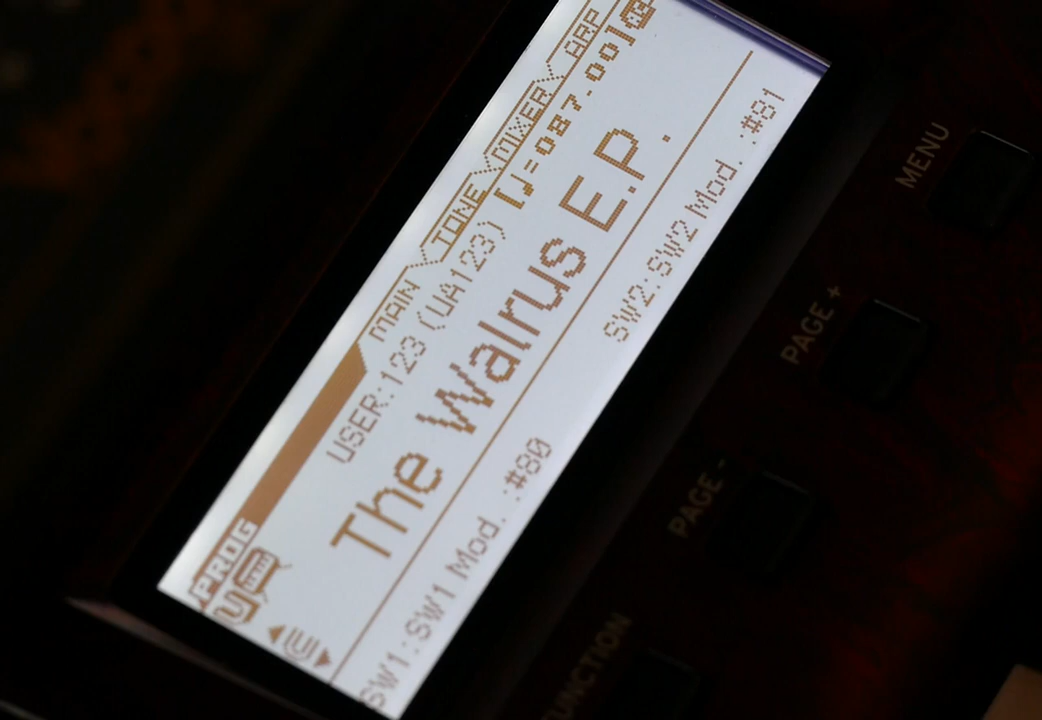 PROG MAIN TONE MIXER ARP
USER:123 (UA123) [♩=087.00]
The Walrus E.P.
SW1:SW1 Mod. :#80 SW2:SW2 Mod. :#81
MENU
PAGE +
PAGE -
FUNCTION